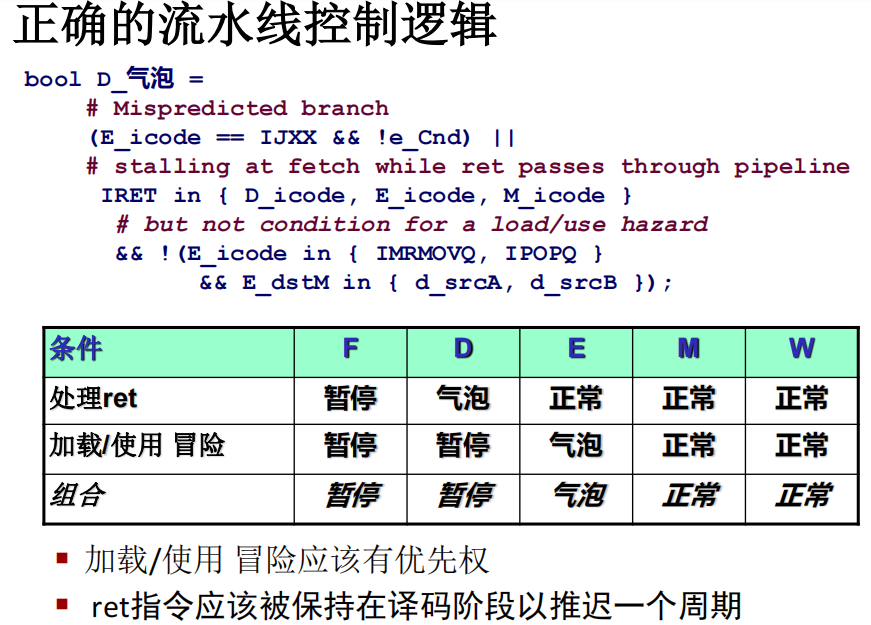 正确的流水线控制逻辑
bool D_气泡 =
# Mispredicted branch
(E_icode == IJXX && !e_Cnd) ||
# stalling at fetch while ret passes through pipeline
IRET in { D_icode, E_icode, M_icode }
# but not condition for a load/use hazard
&& !(E_icode in { IMRMOVQ, IPOPQ }
&& E_dstM in { d_srcA, d_srcB });
条件 F D E M W
处理ret 暂停 气泡 正常 正常 正常
加载/使用 冒险 暂停 暂停 气泡 正常 正常
组合 暂停 暂停 气泡 正常 正常
▪ 加载/使用 冒险应该有优先权
▪ ret指令应该被保持在译码阶段以推迟一个周期